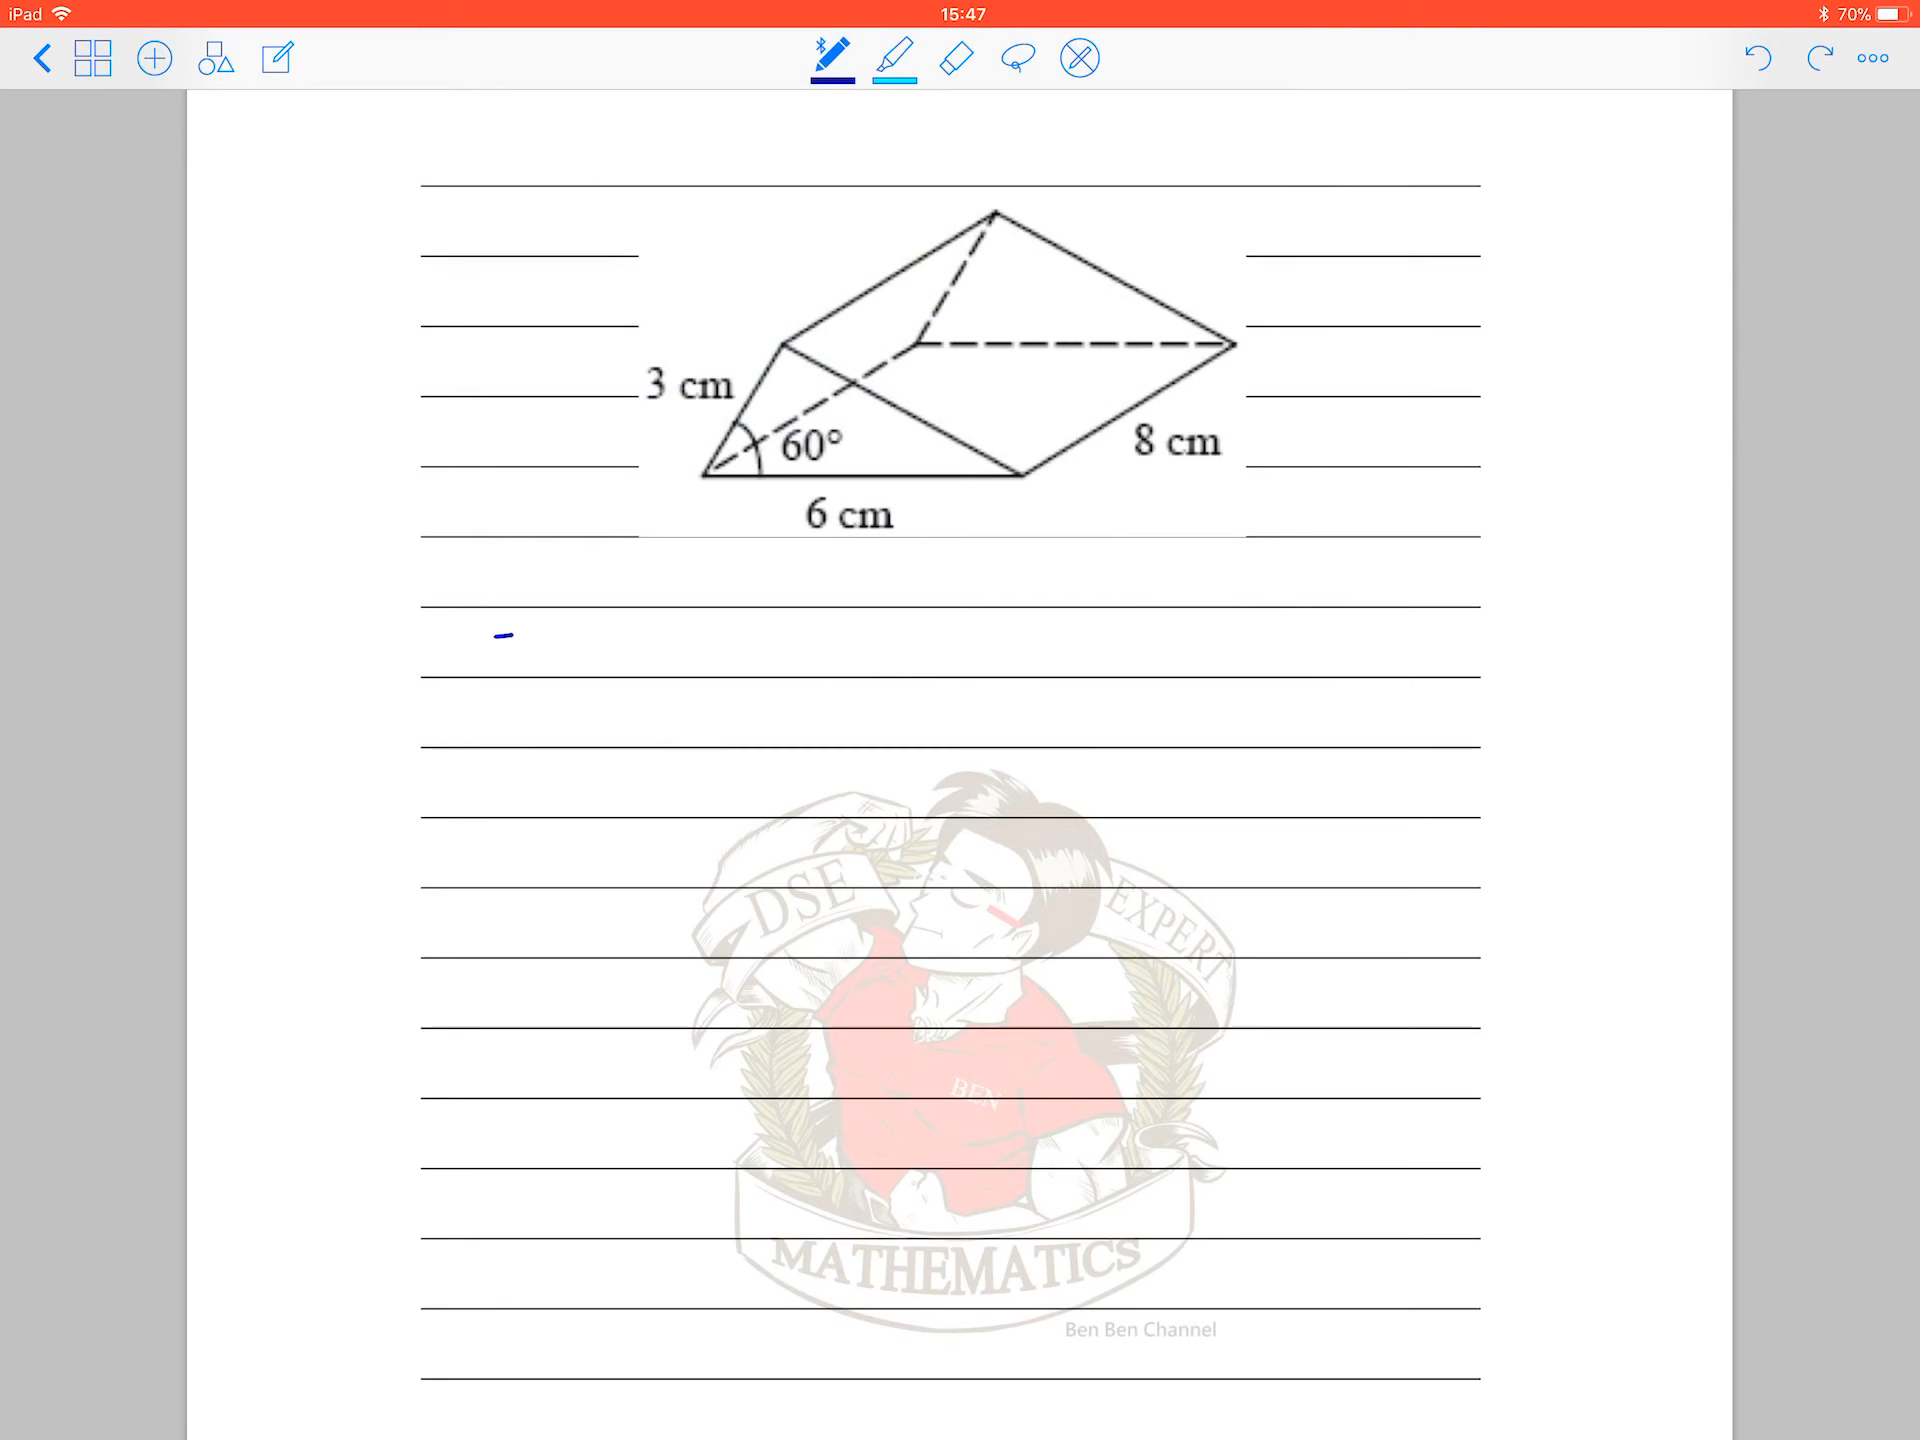 iPad 15:47 70%
3 cm
60°
8 cm
6 cm
DSE EXPERT
BEN
MATHEMATICS
Ben Ben Channel